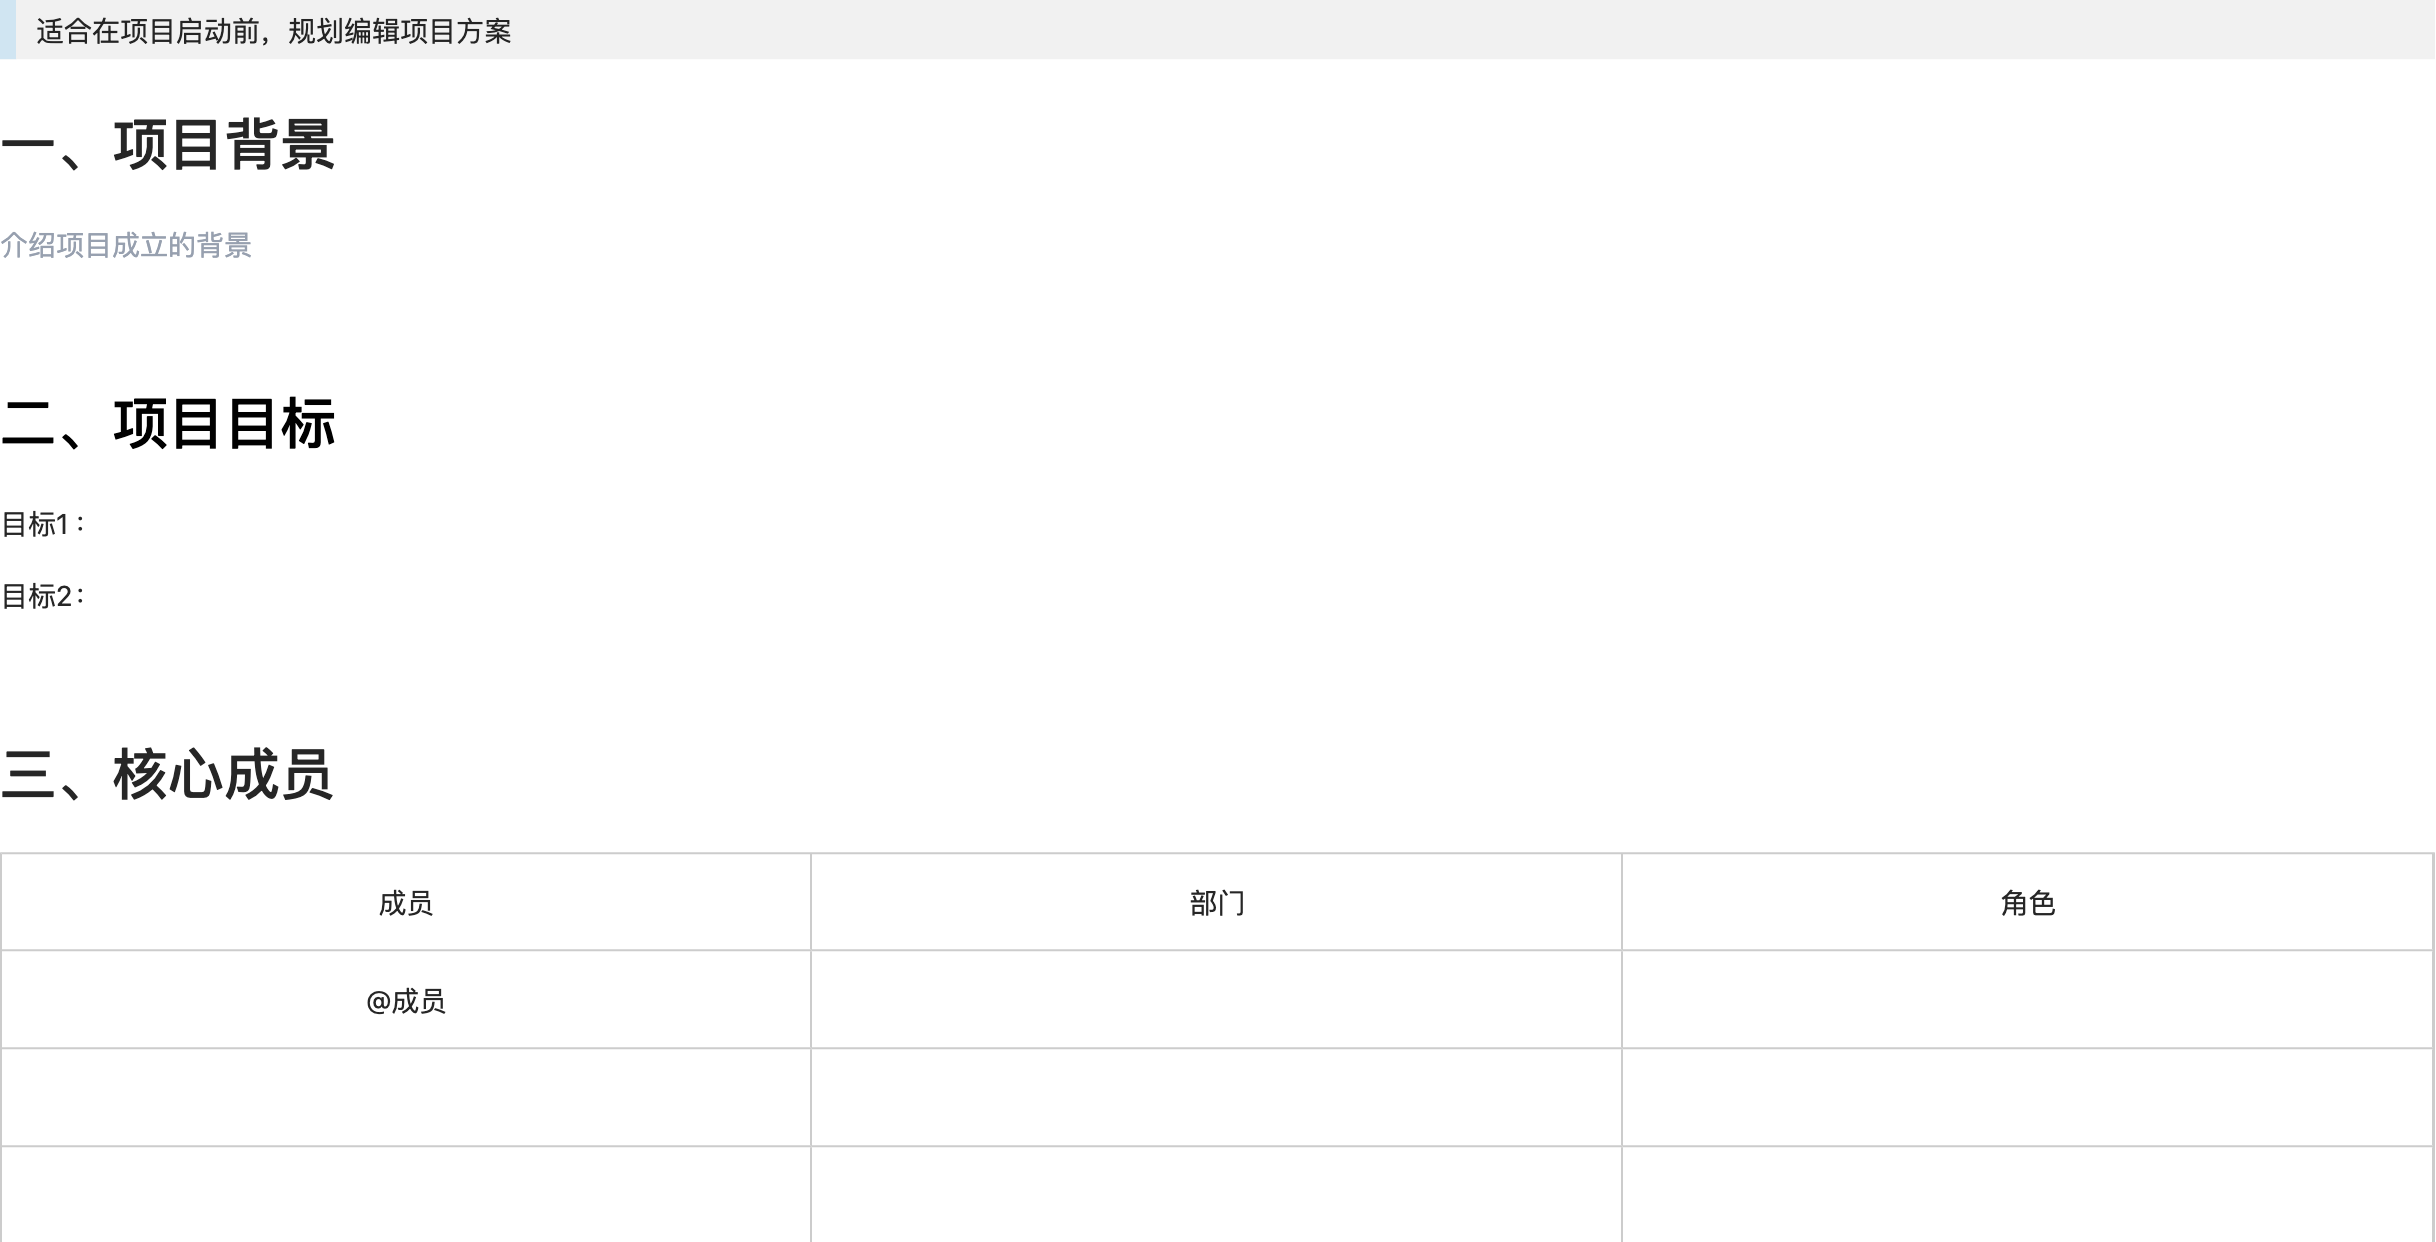 适合在项目启动前，规划编辑项目方案
一、项目背景
介绍项目成立的背景
二、项目目标
目标1：
目标2：
三、核心成员
成员 部门 角色
@成员